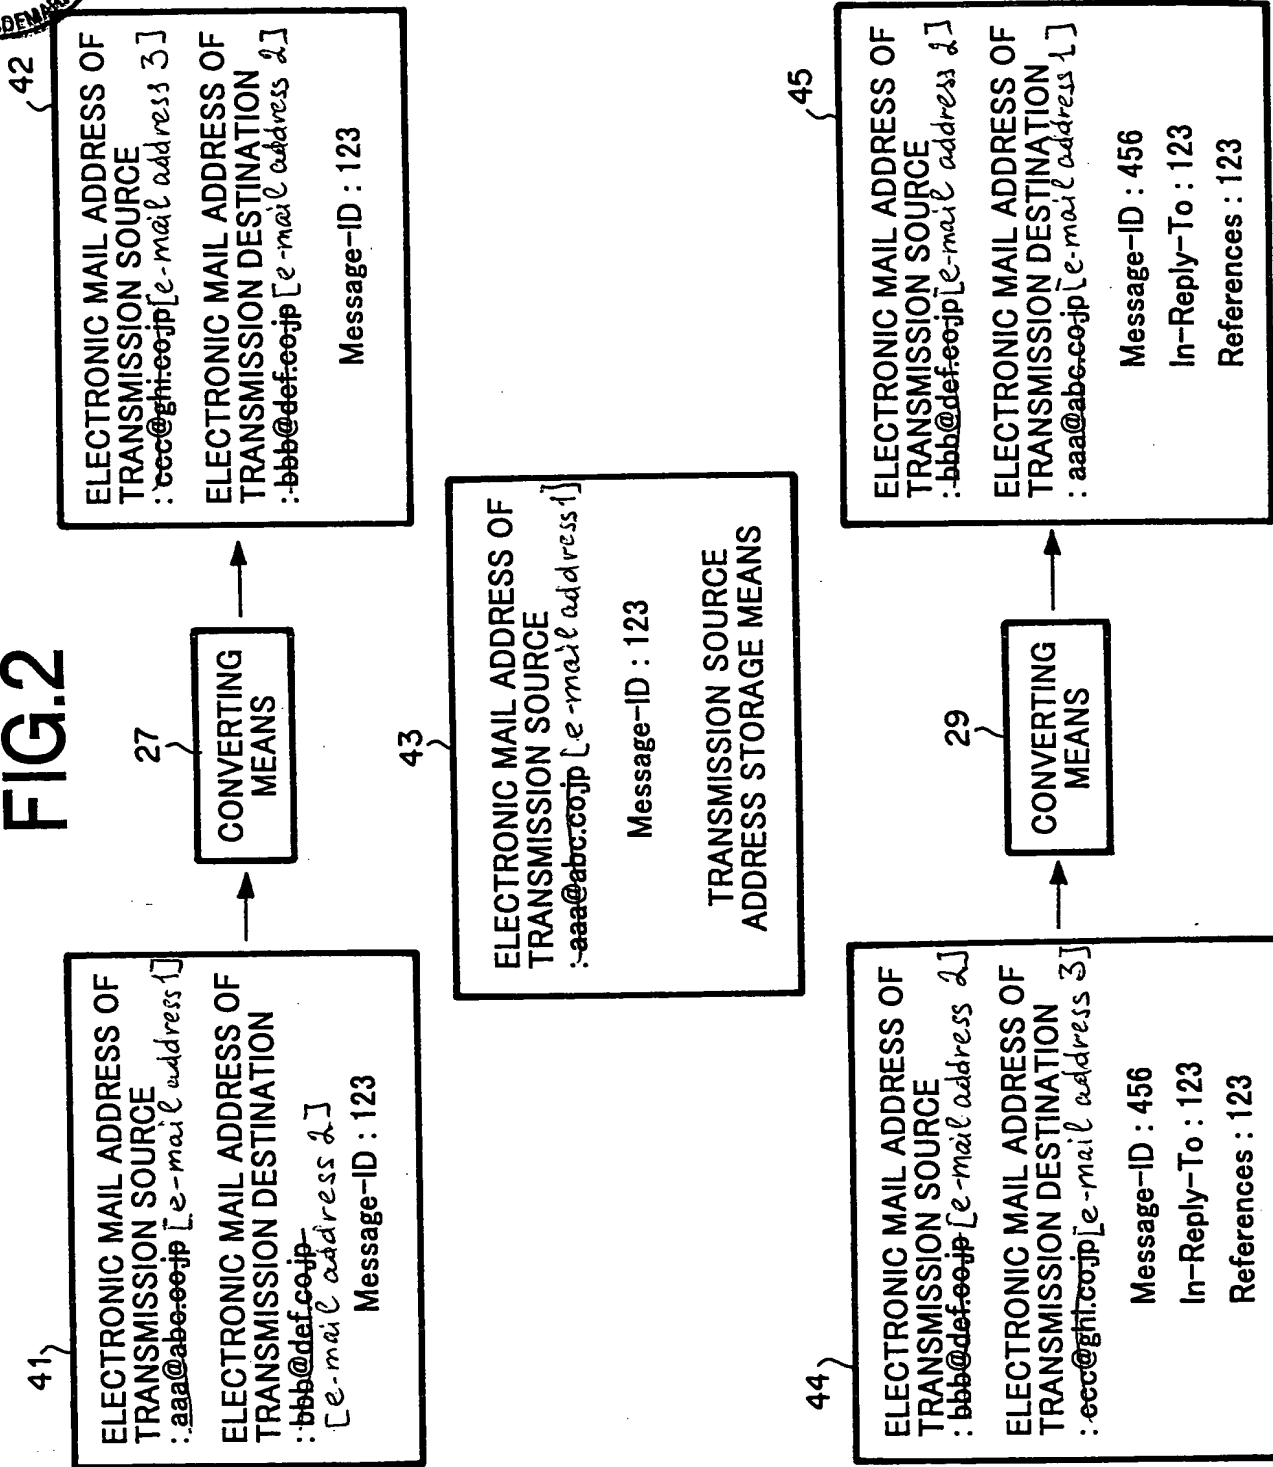 FIG.2
41
ELECTRONIC MAIL ADDRESS OF
TRANSMISSION SOURCE
: aaa@abc.co.jp [e-mail address 1]
ELECTRONIC MAIL ADDRESS OF
TRANSMISSION DESTINATION
: bbb@def.co.jp
[e-mail address 2]
Message-ID : 123
27
CONVERTING
MEANS
42
ELECTRONIC MAIL ADDRESS OF
TRANSMISSION SOURCE
: ccc@ghi.co.jp [e-mail address 3]
ELECTRONIC MAIL ADDRESS OF
TRANSMISSION DESTINATION
: bbb@def.co.jp [e-mail address 2]
Message-ID : 123
43
ELECTRONIC MAIL ADDRESS OF
TRANSMISSION SOURCE
: aaa@abc.co.jp [e-mail address 1]
Message-ID : 123
TRANSMISSION SOURCE
ADDRESS STORAGE MEANS
44
ELECTRONIC MAIL ADDRESS OF
TRANSMISSION SOURCE
: bbb@def.co.jp [e-mail address 2]
ELECTRONIC MAIL ADDRESS OF
TRANSMISSION DESTINATION
: ccc@ghi.co.jp [e-mail address 3]
Message-ID : 456
In-Reply-To : 123
References : 123
29
CONVERTING
MEANS
45
ELECTRONIC MAIL ADDRESS OF
TRANSMISSION SOURCE
: bbb@def.co.jp [e-mail address 2]
ELECTRONIC MAIL ADDRESS OF
TRANSMISSION DESTINATION
: aaa@abc.co.jp [e-mail address 1]
Message-ID : 456
In-Reply-To : 123
References : 123